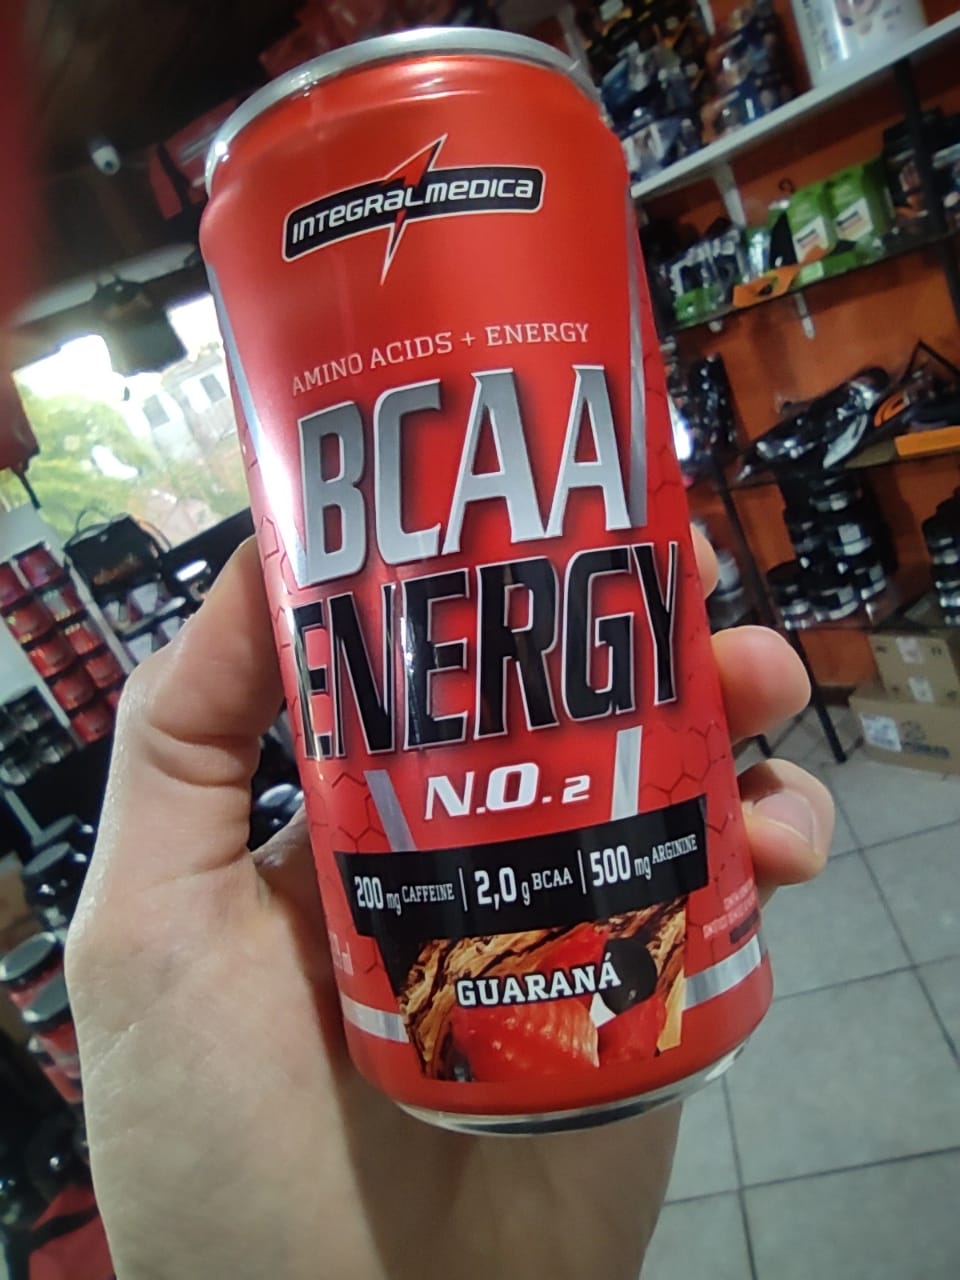 INTEGRALMEDICA
AMINO ACIDS + ENERGY
BCAA
ENERGY
N.O.2
200 mg CAFFEINE | 2,0 g BCAA | 500 mg ARGININE
GUARANÁ